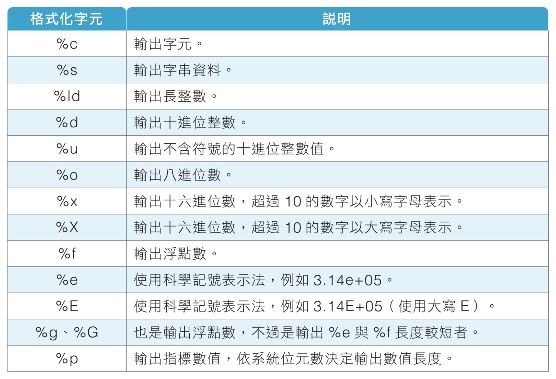 格式化字元 說明
%c 輸出字元。
%s 輸出字串資料。
%ld 輸出長整數。
%d 輸出十進位整數。
%u 輸出不含符號的十進位整數值。
%o 輸出八進位數。
%x 輸出十六進位數，超過 10 的數字以小寫字母表示。
%X 輸出十六進位數，超過 10 的數字以大寫字母表示。
%f 輸出浮點數。
%e 使用科學記號表示法，例如 3.14e+05。
%E 使用科學記號表示法，例如 3.14E+05（使用大寫 E）。
%g、%G 也是輸出浮點數，不過是輸出 %e 與 %f 長度較短者。
%p 輸出指標數值，依系統位元數決定輸出數值長度。